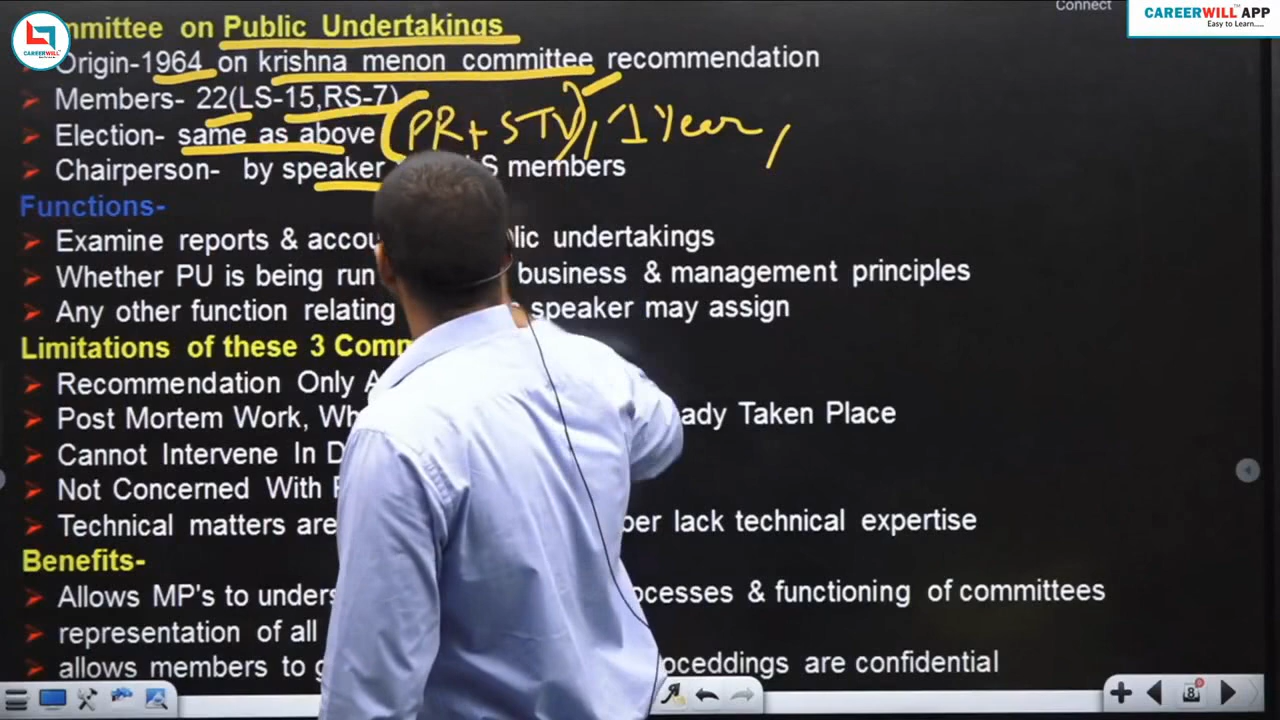 Connect
CAREERWILL APP
Easy to Learn.....
CAREERWILL
mmittee on Public Undertakings
Origin-1964 on krishna menon committee recommendation
Members- 22(LS-15,RS-7)
Election- same as above (PR+ STV), 1 Year,
Chairperson- by speaker S members
Functions-
Examine reports & accou lic undertakings
Whether PU is being run business & management principles
Any other function relating speaker may assign
Limitations of these 3 Comm
Recommendation Only A
Post Mortem Work, Wh ady Taken Place
Cannot Intervene In D
Not Concerned With
Technical matters are ber lack technical expertise
Benefits-
Allows MP's to unders ocesses & functioning of committees
representation of all
allows members to g oceddings are confidential
8